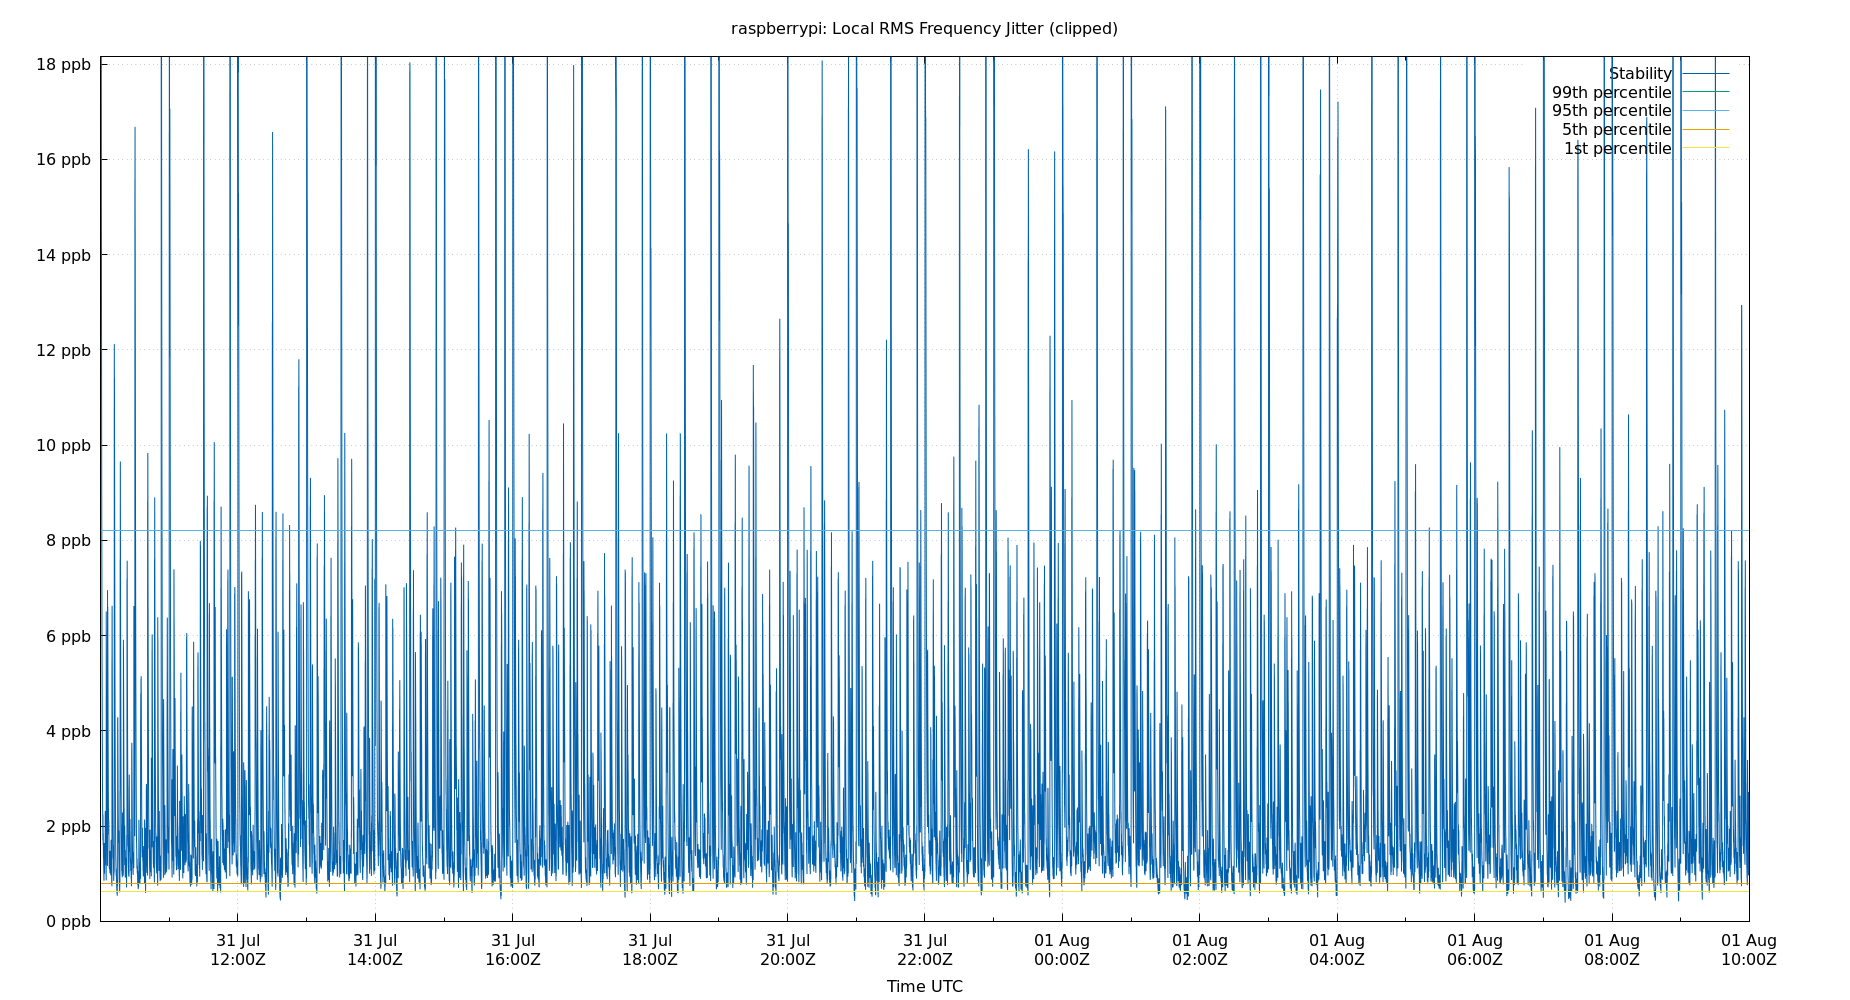 raspberrypi: Local RMS Frequency Jitter (clipped)
18 ppb
16 ppb
14 ppb
12 ppb
10 ppb
8 ppb
6 ppb
4 ppb
2 ppb
0 ppb
Stability
99th percentile
95th percentile
5th percentile
1st percentile
31 Jul 31 Jul 31 Jul 31 Jul 31 Jul 31 Jul 01 Aug 01 Aug 01 Aug 01 Aug 01 Aug 01 Aug
12:00Z 14:00Z 16:00Z 18:00Z 20:00Z 22:00Z 00:00Z 02:00Z 04:00Z 06:00Z 08:00Z 10:00Z
Time UTC